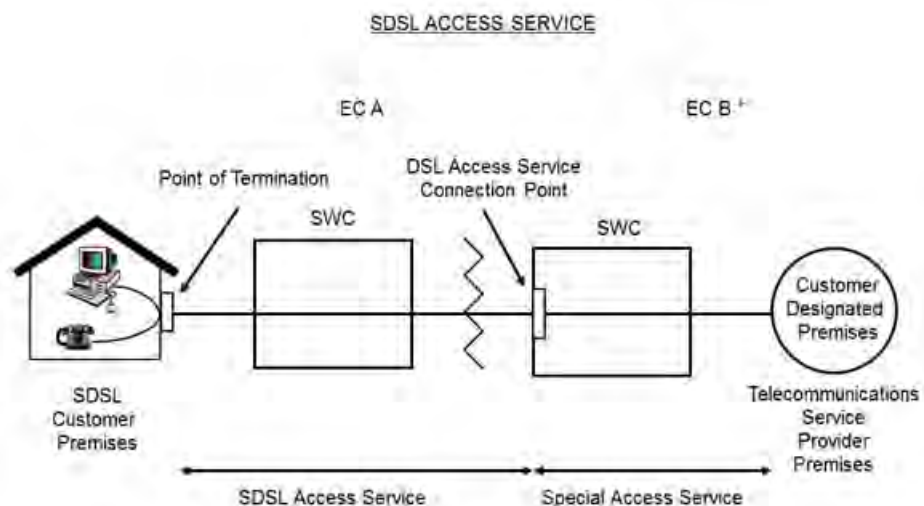 SDSL ACCESS SERVICE
EC A
EC B
Point of Termination
DSL Access Service
Connection Point
SWC
SWC
Customer
Designated
Premises
SDSL
Customer
Premises
Telecommunications
Service
Provider
Premises
SDSL Access Service
Special Access Service